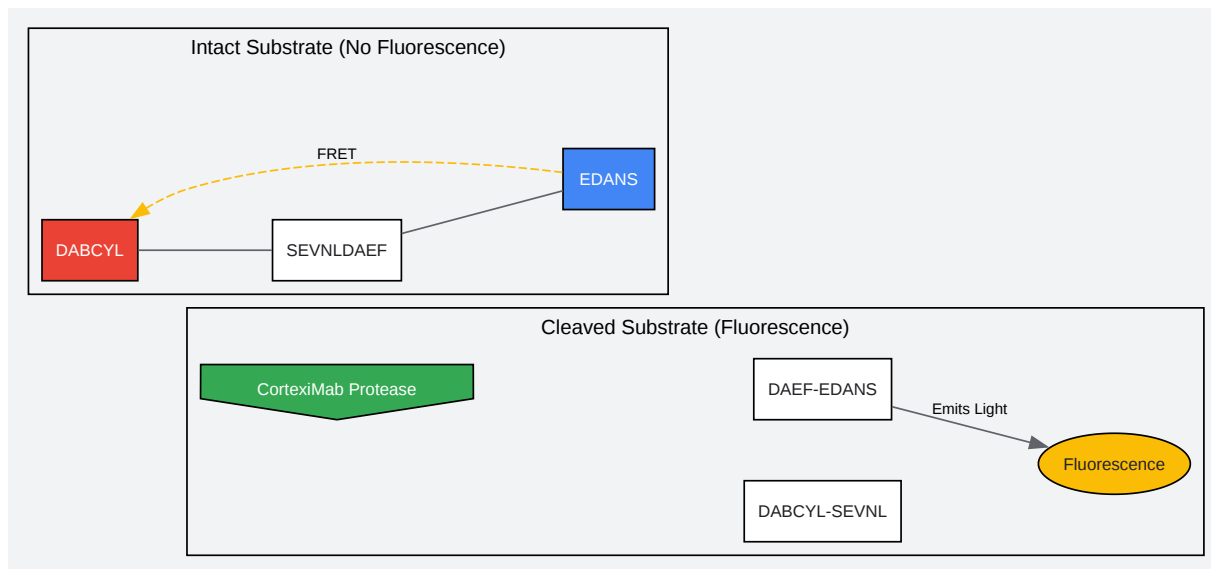 Intact Substrate (No Fluorescence)
FRET
EDANS
DABCYL
SEVNLDAEF
Cleaved Substrate (Fluorescence)
CortexiMab Protease
DAEF-EDANS
Emits Light
Fluorescence
DABCYL-SEVNL